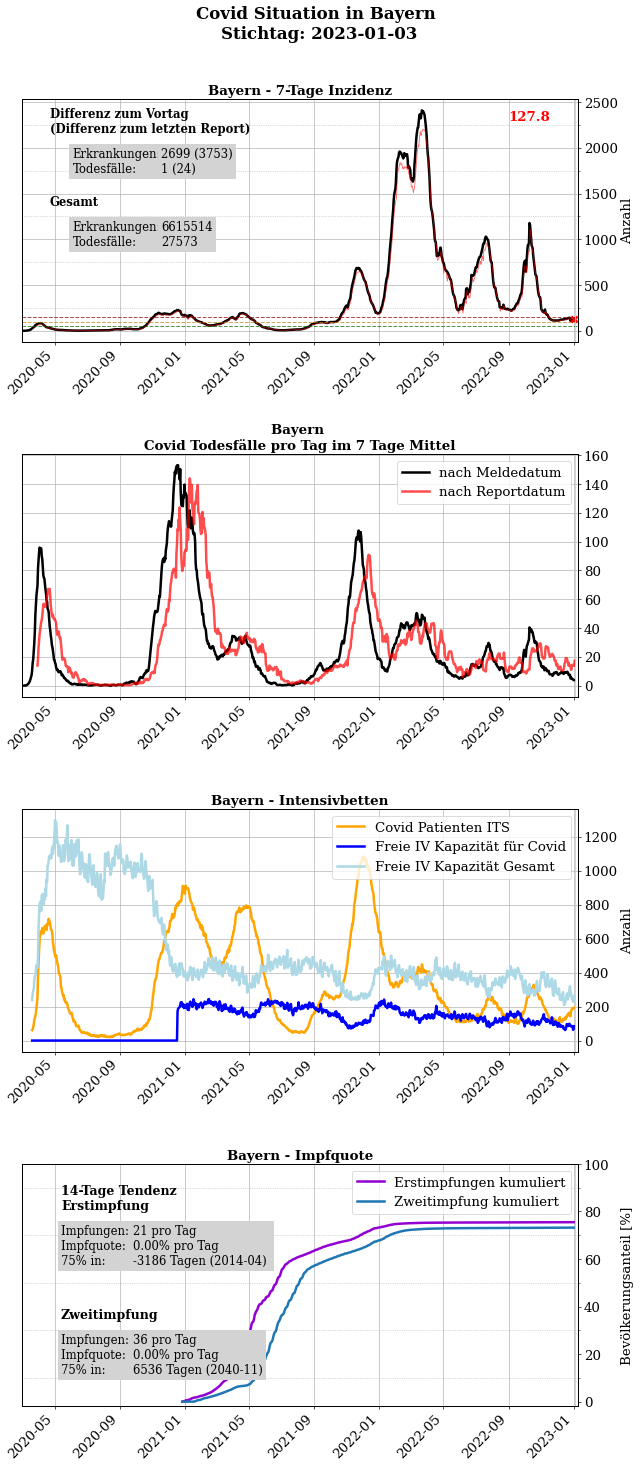 Covid Situation in Bayern
Stichtag: 2023-01-03
Bayern - 7-Tage Inzidenz
Differenz zum Vortag
(Differenz zum letzten Report)
Erkrankungen 2699 (3753)
Todesfälle: 1 (24)
Gesamt
Erkrankungen 6615514
Todesfälle: 27573
127.8
2500
2000
1500
1000
500
0
Anzahl
2020-05 2020-09 2021-01 2021-05 2021-09 2022-01 2022-05 2022-09 2023-01
Bayern
Covid Todesfälle pro Tag im 7 Tage Mittel
nach Meldedatum
nach Reportdatum
160
140
120
100
80
60
40
20
0
2020-05 2020-09 2021-01 2021-05 2021-09 2022-01 2022-05 2022-09 2023-01
Bayern - Intensivbetten
Covid Patienten ITS
Freie IV Kapazität für Covid
Freie IV Kapazität Gesamt
1200
1000
800
600
400
200
0
Anzahl
2020-05 2020-09 2021-01 2021-05 2021-09 2022-01 2022-05 2022-09 2023-01
Bayern - Impfquote
14-Tage Tendenz
Erstimpfung
Impfungen: 21 pro Tag
Impfquote: 0.00% pro Tag
75% in: -3186 Tagen (2014-04)
Zweitimpfung
Impfungen: 36 pro Tag
Impfquote: 0.00% pro Tag
75% in: 6536 Tagen (2040-11)
Erstimpfungen kumuliert
Zweitimpfung kumuliert
100
80
60
40
20
0
Bevölkerungsanteil [%]
2020-05 2020-09 2021-01 2021-05 2021-09 2022-01 2022-05 2022-09 2023-01